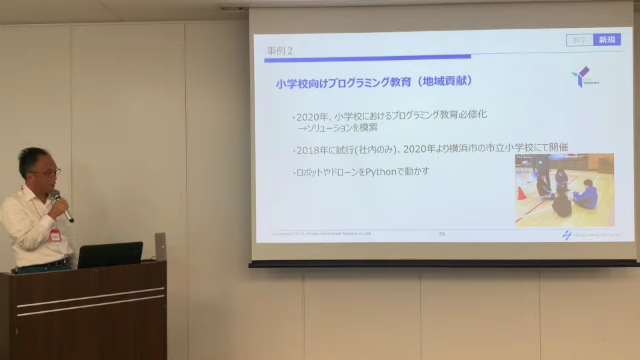 事例2
新規
小学校向けプログラミング教育(地域貢献)
・2020年、小学校におけるプログラミング教育必修化
→ソリューションを模索
・2018年に試行(社内のみ)、2020年より横浜市の市立小学校にて開催
・ロボットやドローンをPythonで動かす